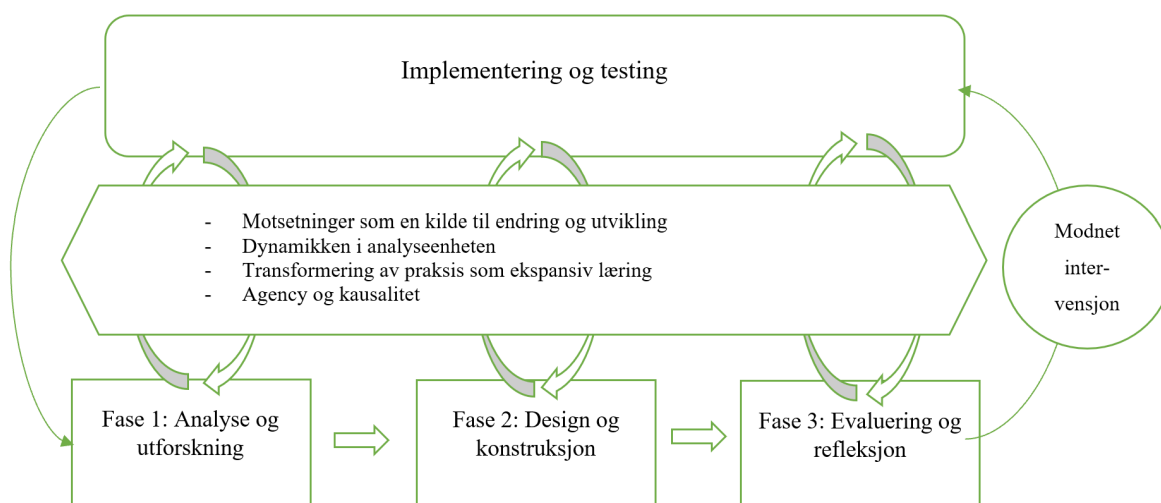 Implementering og testing
- Motsetninger som en kilde til endring og utvikling
- Dynamikken i analyseenheten
- Transformering av praksis som ekspansiv læring
- Agency og kausalitet
Modnet
inter-
vensjon
Fase 1: Analyse og
utforskning
Fase 2: Design og
konstruksjon
Fase 3: Evaluering og
refleksjon